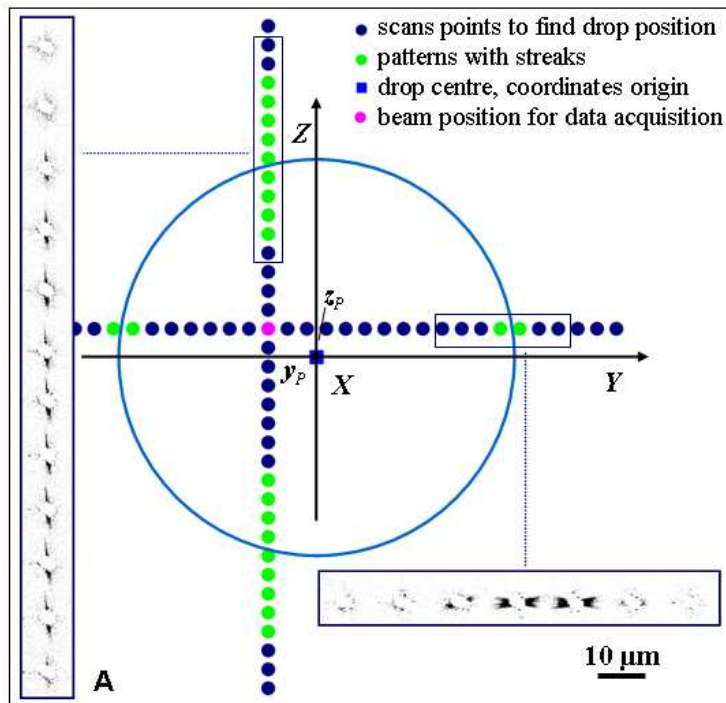 scans points to find drop position
patterns with streaks
drop centre, coordinates origin
beam position for data acquisition
Z
z_P
y_P
X
Y
A
10 µm